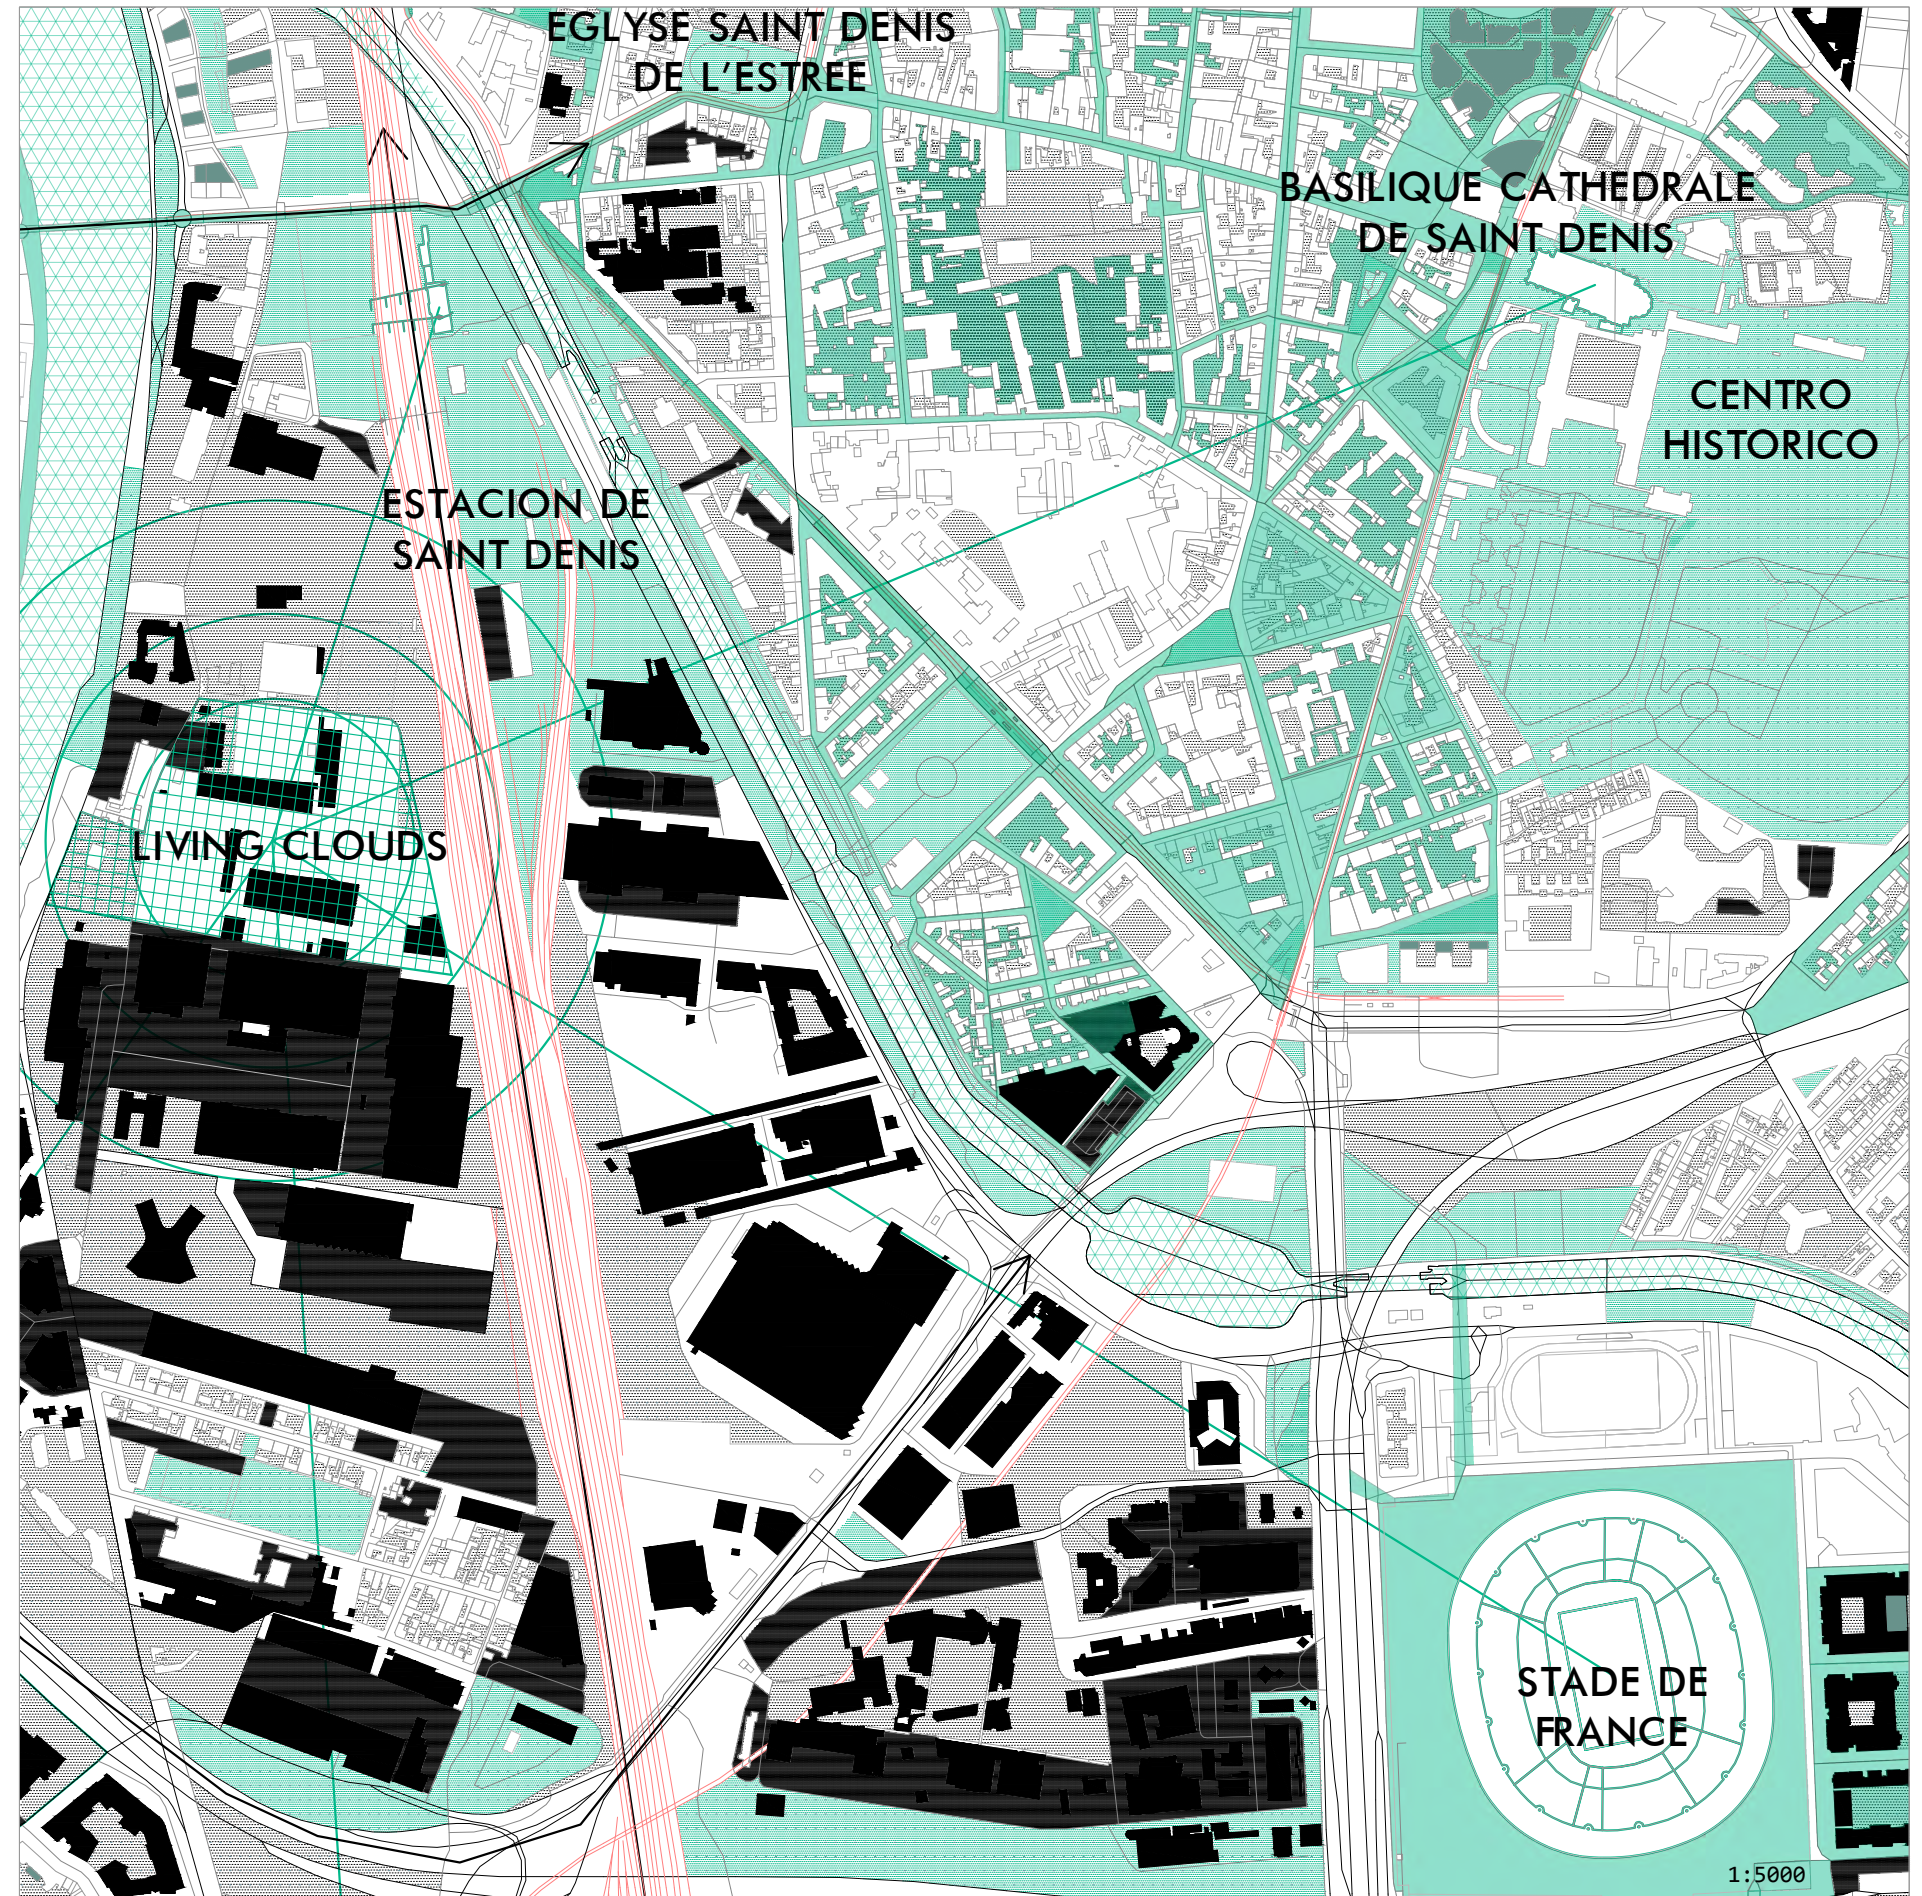 EGLYSE SAINT DENIS
DE L'ESTREE
BASILIQUE CATHEDRALE
DE SAINT DENIS
CENTRO
HISTORICO
ESTACION DE
SAINT DENIS
LIVING CLOUDS
STADE DE
FRANCE
1:5000